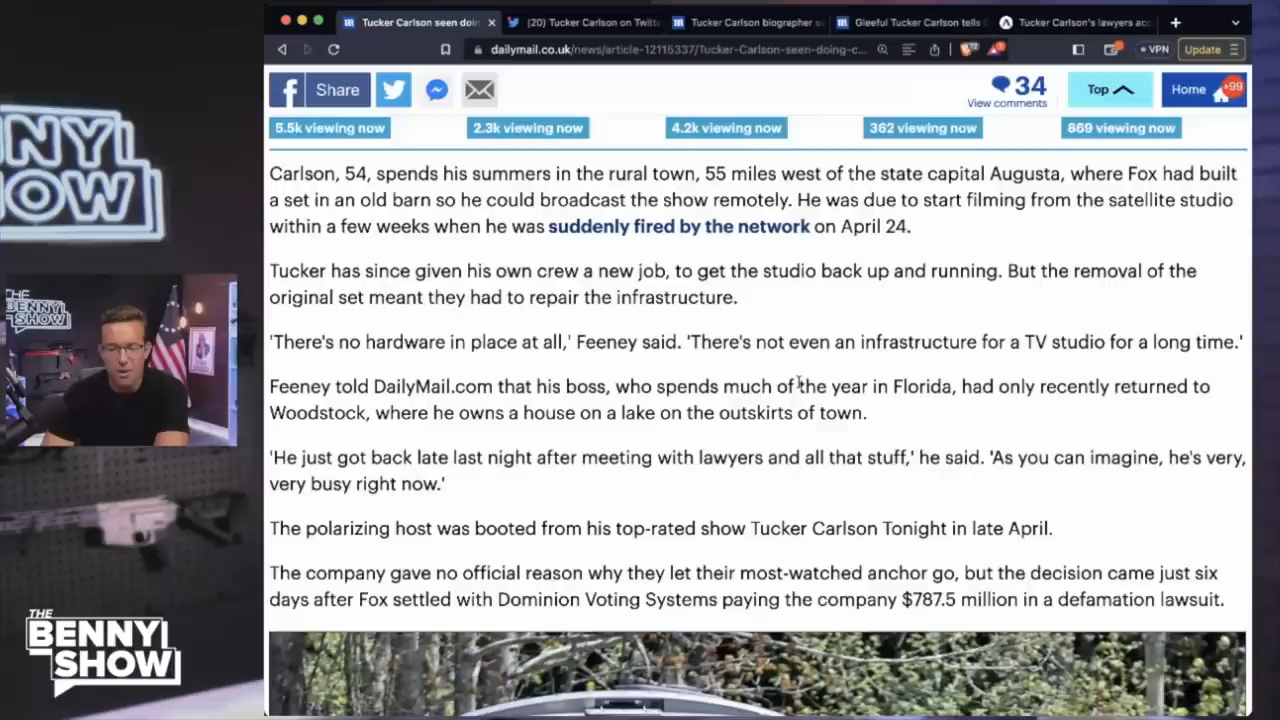 Tucker Carlson seen doin
(20) Tucker Carlson on Twitt
Tucker Carlson biographer s
Gleeful Tucker Carlson tells
Tucker Carlson's lawyers acc
dailymail.co.uk/news/article-12115337/Tucker-Carlson-seen-doing-c...
VPN
Update
Share
34
View comments
Top
Home
+99
5.5k viewing now
2.3k viewing now
4.2k viewing now
362 viewing now
869 viewing now
Carlson, 54, spends his summers in the rural town, 55 miles west of the state capital Augusta, where Fox had built
a set in an old barn so he could broadcast the show remotely. He was due to start filming from the satellite studio
within a few weeks when he was suddenly fired by the network on April 24.
Tucker has since given his own crew a new job, to get the studio back up and running. But the removal of the
original set meant they had to repair the infrastructure.
'There's no hardware in place at all,' Feeney said. 'There's not even an infrastructure for a TV studio for a long time.'
Feeney told DailyMail.com that his boss, who spends much of the year in Florida, had only recently returned to
Woodstock, where he owns a house on a lake on the outskirts of town.
'He just got back late last night after meeting with lawyers and all that stuff,' he said. 'As you can imagine, he's very,
very busy right now.'
The polarizing host was booted from his top-rated show Tucker Carlson Tonight in late April.
The company gave no official reason why they let their most-watched anchor go, but the decision came just six
days after Fox settled with Dominion Voting Systems paying the company $787.5 million in a defamation lawsuit.
NNY
OW
THE
BENNY
SHOW
THE
BENNY
SHOW